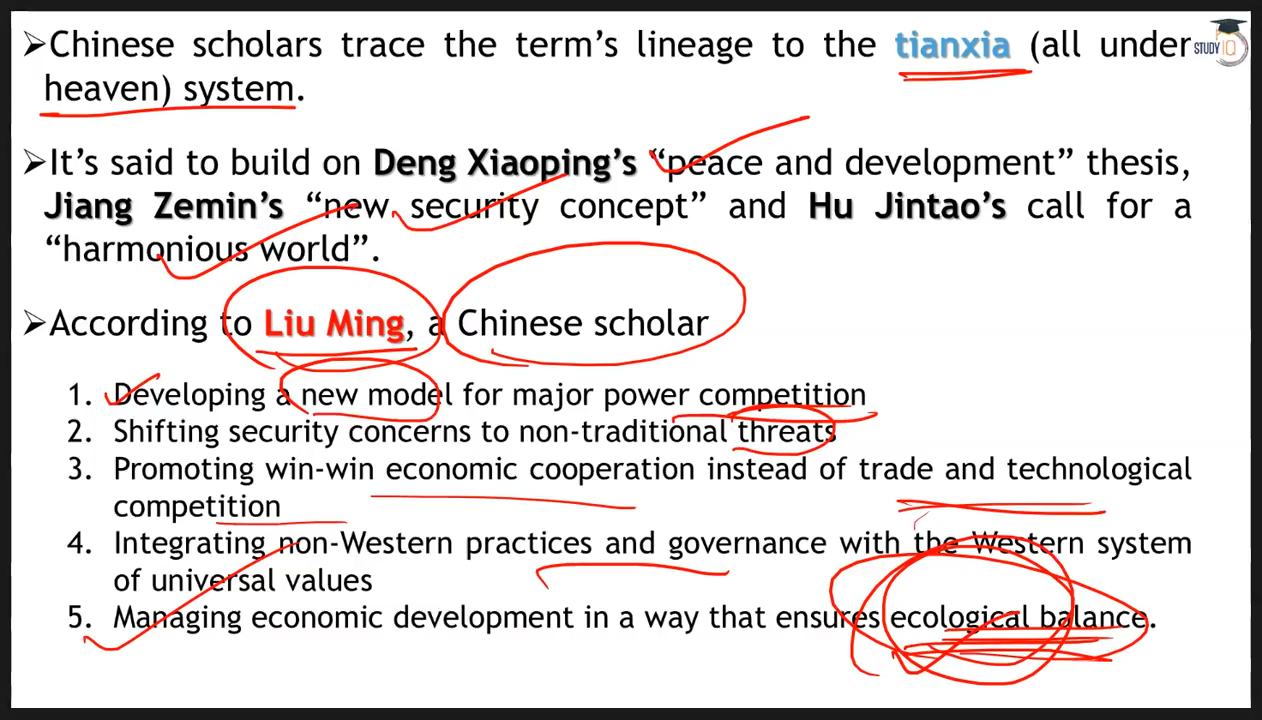 ➢Chinese scholars trace the term's lineage to the tianxia (all under
heaven) system.
➢It's said to build on Deng Xiaoping's "peace and development" thesis,
Jiang Zemin's "new security concept" and Hu Jintao's call for a
"harmonious world".
➢According to Liu Ming, a Chinese scholar
1. Developing a new model for major power competition
2. Shifting security concerns to non-traditional threats
3. Promoting win-win economic cooperation instead of trade and technological
competition
4. Integrating non-Western practices and governance with the Western system
of universal values
5. Managing economic development in a way that ensures ecological balance.
STUDY IQ